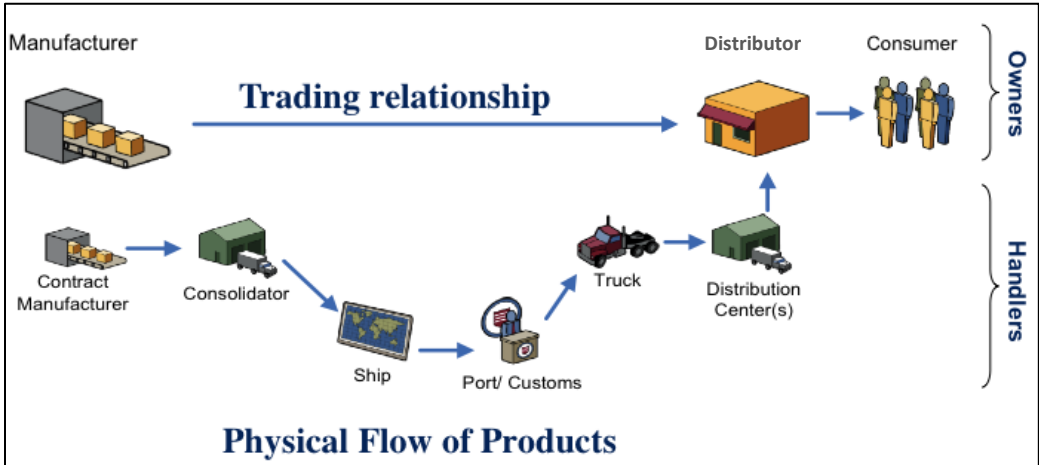 Manufacturer
Distributor
Consumer
Trading relationship
Owners
Contract
Manufacturer
Consolidator
Ship
Port/ Customs
Truck
Distribution
Center(s)
Handlers
Physical Flow of Products